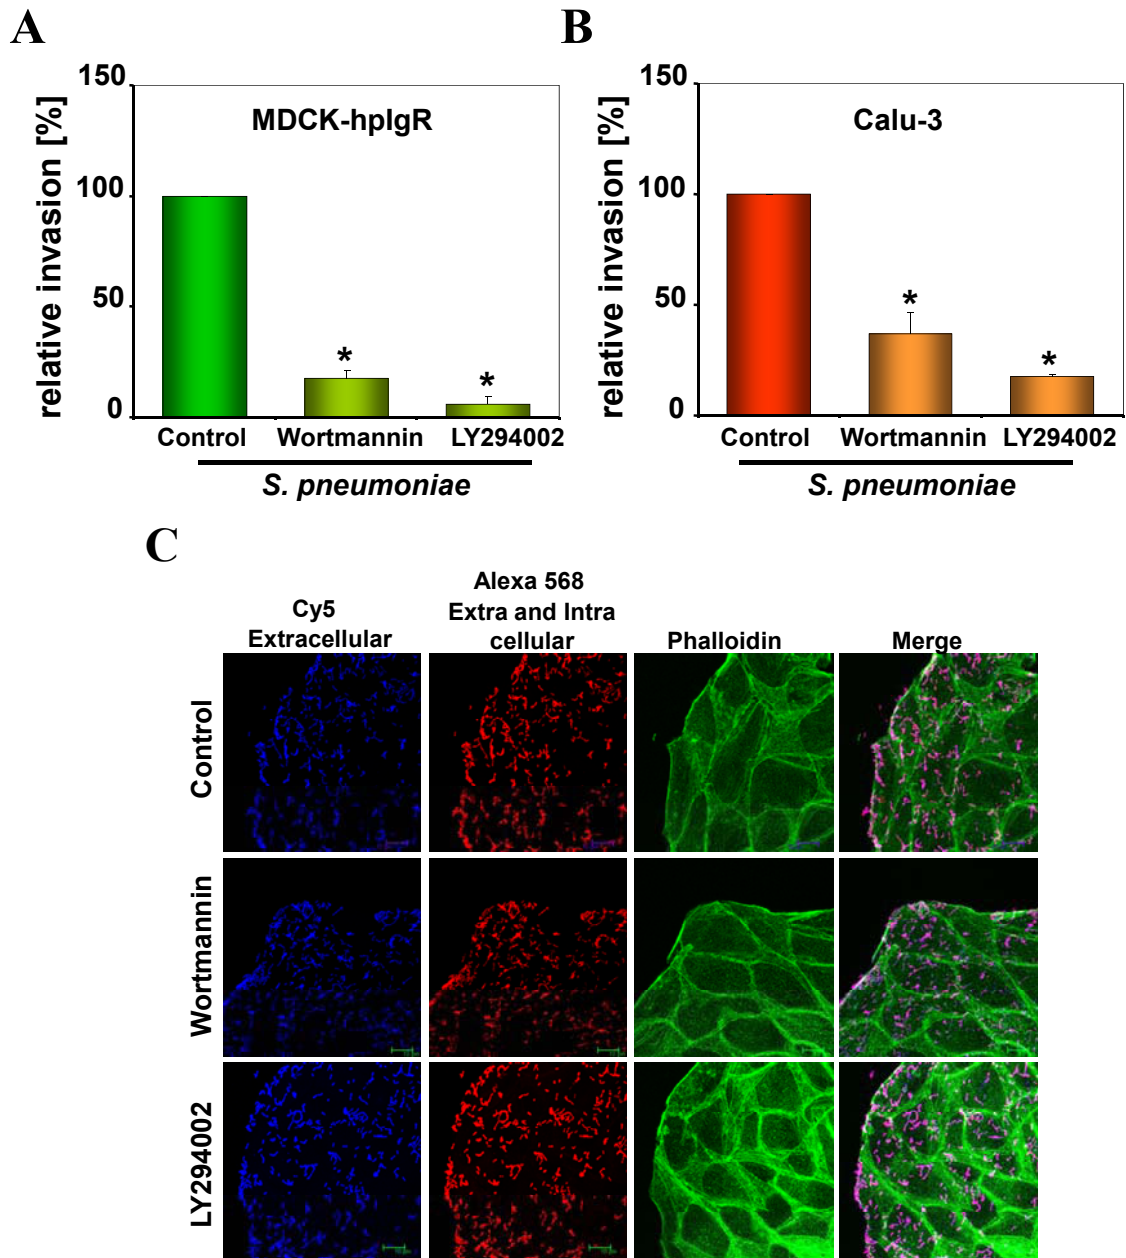 A
150
100
50
0
relative invasion [%]
MDCK-hpIgR
*
*
Control Wortmannin LY294002
S. pneumoniae
B
150
100
50
0
relative invasion [%]
Calu-3
*
*
Control Wortmannin LY294002
S. pneumoniae
C
Cy5
Extracellular
Alexa 568
Extra and Intra
cellular
Phalloidin
Merge
Control
Wortmannin
LY294002